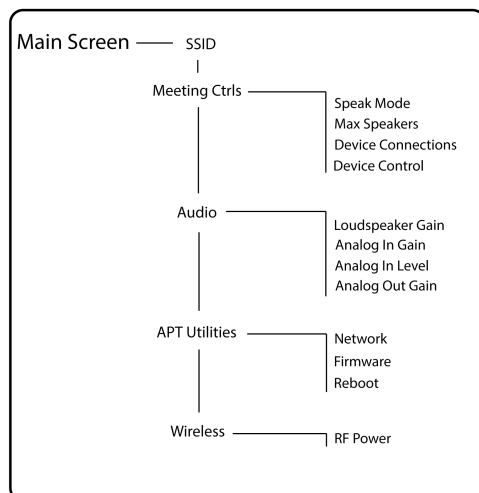 Main Screen SSID
Meeting Ctrls
Speak Mode
Max Speakers
Device Connections
Device Control
Audio
Loudspeaker Gain
Analog In Gain
Analog In Level
Analog Out Gain
APT Utilities
Network
Firmware
Reboot
Wireless
RF Power